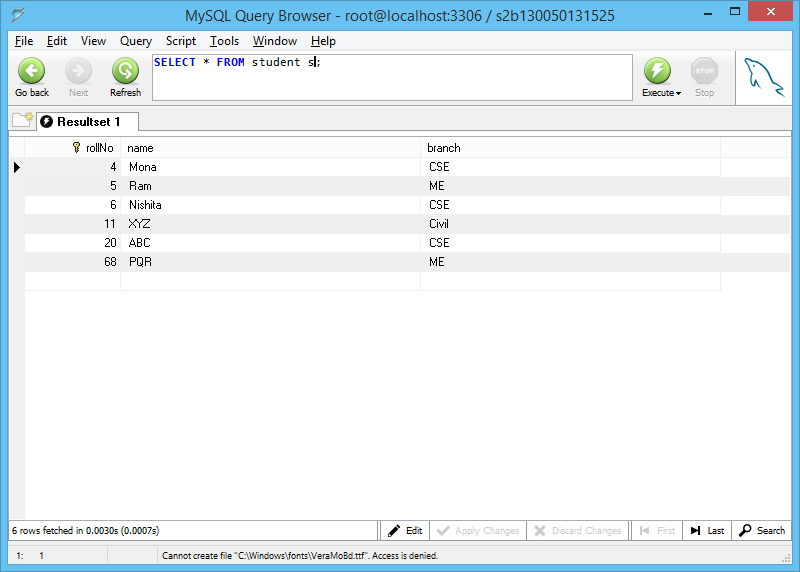 MySQL Query Browser - root@localhost:3306 / s2b130050131525
File Edit View Query Script Tools Window Help
SELECT * FROM student s;
Go back Next Refresh Execute Stop
Resultset 1
rollNo name branch
4 Mona CSE
5 Ram ME
6 Nishita CSE
11 XYZ Civil
20 ABC CSE
68 PQR ME
6 rows fetched in 0.0030s (0.0007s) Edit Apply Changes Discard Changes First Last Search
1: 1 Cannot create file "C:\Windows\fonts\VeraMoBd.ttf". Access is denied.